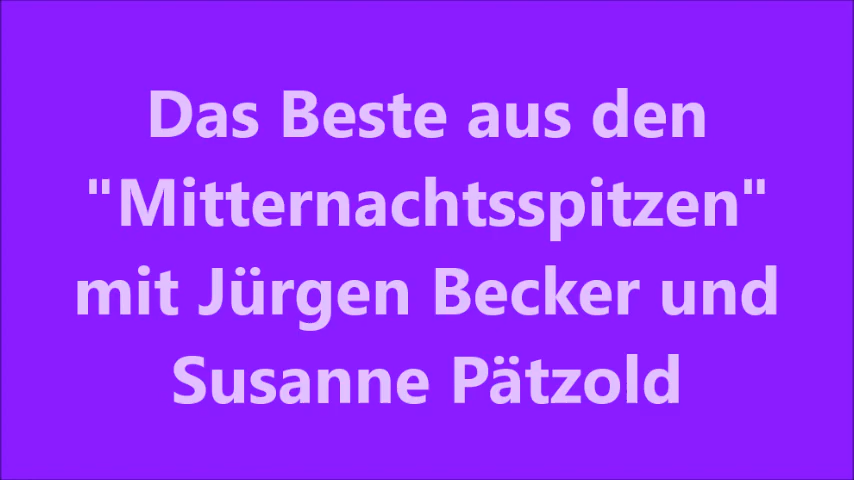 Das Beste aus den
"Mitternachtsspitzen"
mit Jürgen Becker und
Susanne Pätzold